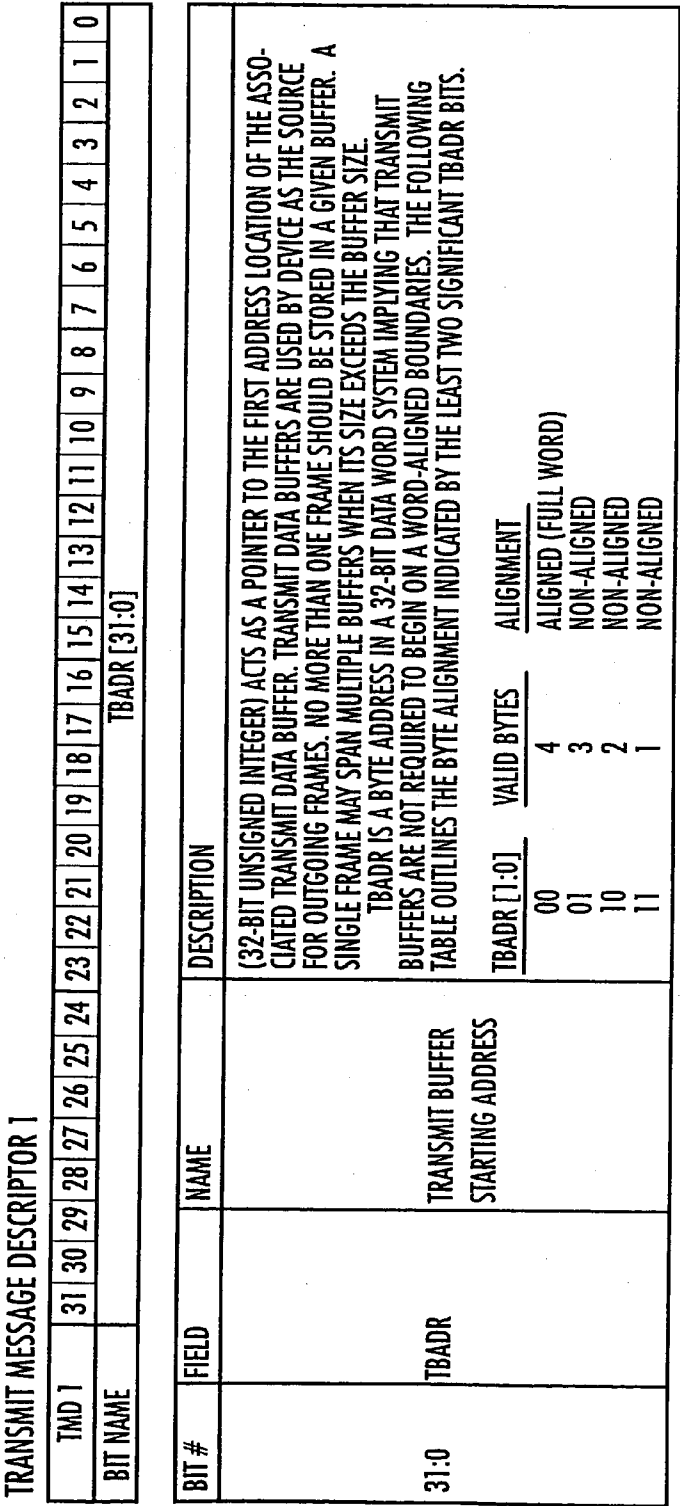 TRANSMIT MESSAGE DESCRIPTOR 1
TMD 1 31 30 29 28 27 26 25 24 23 22 21 20 19 18 17 16 15 14 13 12 11 10 9 8 7 6 5 4 3 2 1 0
BIT NAME TBADR [31:0]
BIT # FIELD NAME DESCRIPTION
31:0 TBADR TRANSMIT BUFFER
STARTING ADDRESS
(32-BIT UNSIGNED INTEGER) ACTS AS A POINTER TO THE FIRST ADDRESS LOCATION OF THE ASSO-
CIATED TRANSMIT DATA BUFFER. TRANSMIT DATA BUFFERS ARE USED BY DEVICE AS THE SOURCE
FOR OUTGOING FRAMES. NO MORE THAN ONE FRAME SHOULD BE STORED IN A GIVEN BUFFER. A
SINGLE FRAME MAY SPAN MULTIPLE BUFFERS WHEN ITS SIZE EXCEEDS THE BUFFER SIZE.
TBADR IS A BYTE ADDRESS IN A 32-BIT DATA WORD SYSTEM IMPLYING THAT TRANSMIT
BUFFERS ARE NOT REQUIRED TO BEGIN ON A WORD-ALIGNED BOUNDARIES. THE FOLLOWING
TABLE OUTLINES THE BYTE ALIGNMENT INDICATED BY THE LEAST TWO SIGNIFICANT TBADR BITS.
TBADR [1:0] VALID BYTES ALIGNMENT
00 4 ALIGNED (FULL WORD)
01 3 NON-ALIGNED
10 2 NON-ALIGNED
11 1 NON-ALIGNED